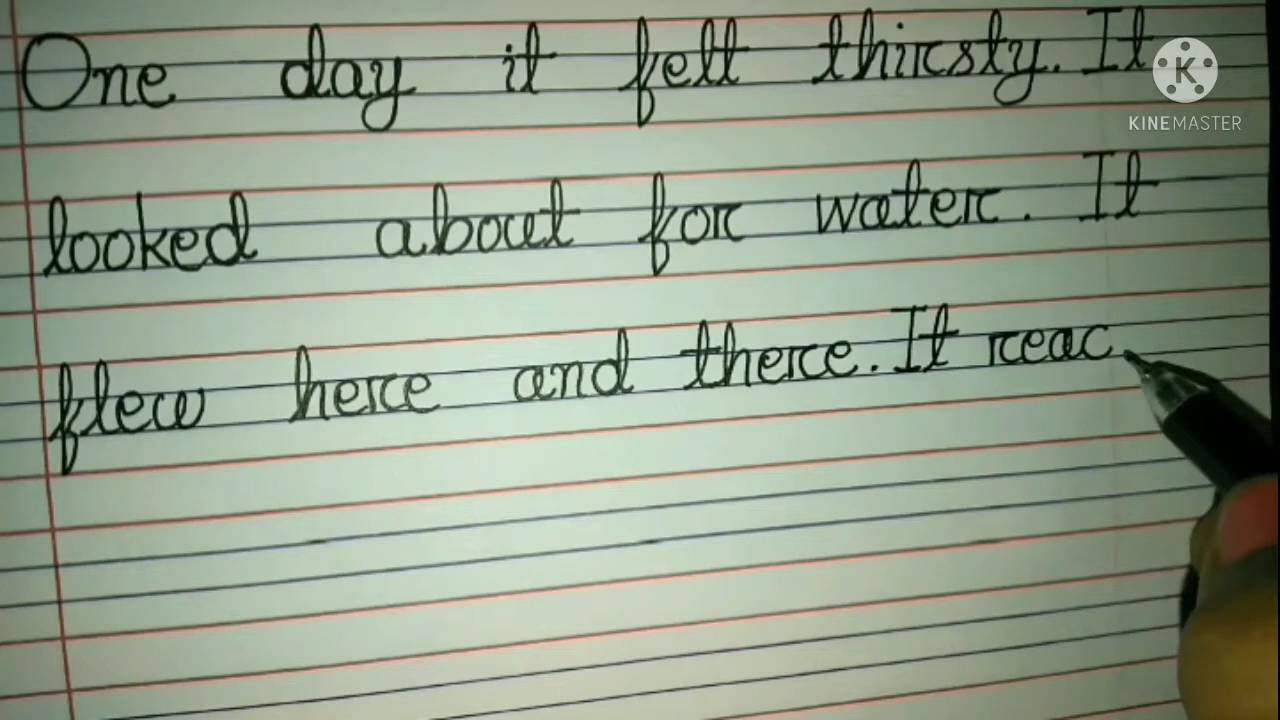 One day it felt thirsty. It
looked about for water. It
flew here and there. It reac
K
KINEMASTER